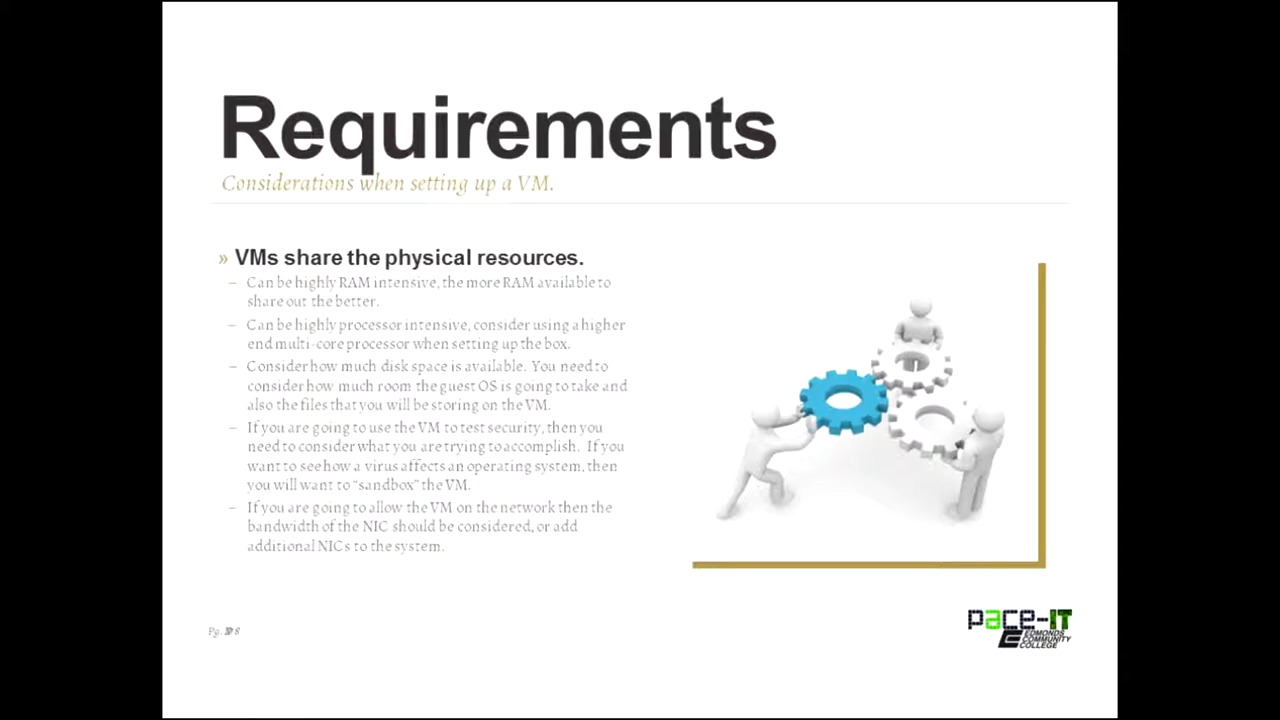 Requirements
Considerations when setting up a VM.
» VMs share the physical resources.
– Can be highly RAM intensive, the more RAM available to
share out the better.
– Can be highly processor intensive, consider using a higher
end multi-core processor when setting up the box.
– Consider how much disk space is available. You need to
consider how much room the guest OS is going to take and
also the files that you will be storing on the VM.
– If you are going to use the VM to test security, then you
need to consider what you are trying to accomplish. If you
want to see how a virus affects an operating system, then
you will want to “sandbox” the VM.
– If you are going to allow the VM on the network then the
bandwidth of the NIC should be considered, or add
additional NICs to the system.
Pg.
pace-IT
EDMONDS
COMMUNITY
COLLEGE